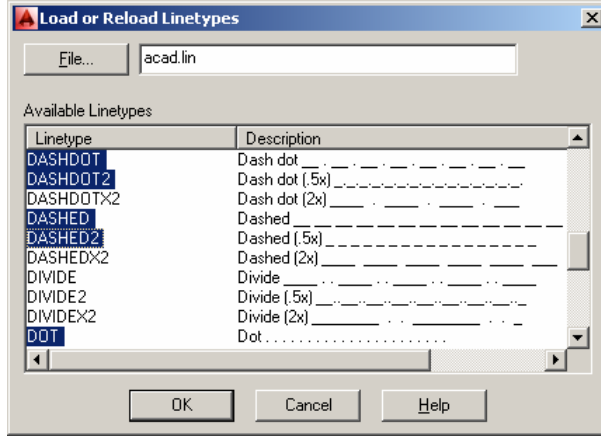 Load or Reload Linetypes
File... acad.lin
Available Linetypes
Linetype Description
DASHDOT Dash dot __ . __ . __ . __ . __ . __ . __
DASHDOT2 Dash dot (.5x) _._._._._._._._._._._._._.
DASHDOTX2 Dash dot (2x) ____ . ____ . ____ . ___
DASHED Dashed __ __ __ __ __ __ __ __ __ __ __ __ __
DASHED2 Dashed (.5x) _ _ _ _ _ _ _ _ _ _ _ _ _ _ _ _ _
DASHEDX2 Dashed (2x) ____ ____ ____ ____ ____ ___
DIVIDE Divide ____ . . ____ . . ____ . . ____ . . ____
DIVIDE2 Divide (.5x) __..__..__..__..__..__..__.._
DIVIDEX2 Divide (2x) ________ . . ________ . . _
DOT Dot . . . . . . . . . . . . . . . . . . . . . .
OK Cancel Help